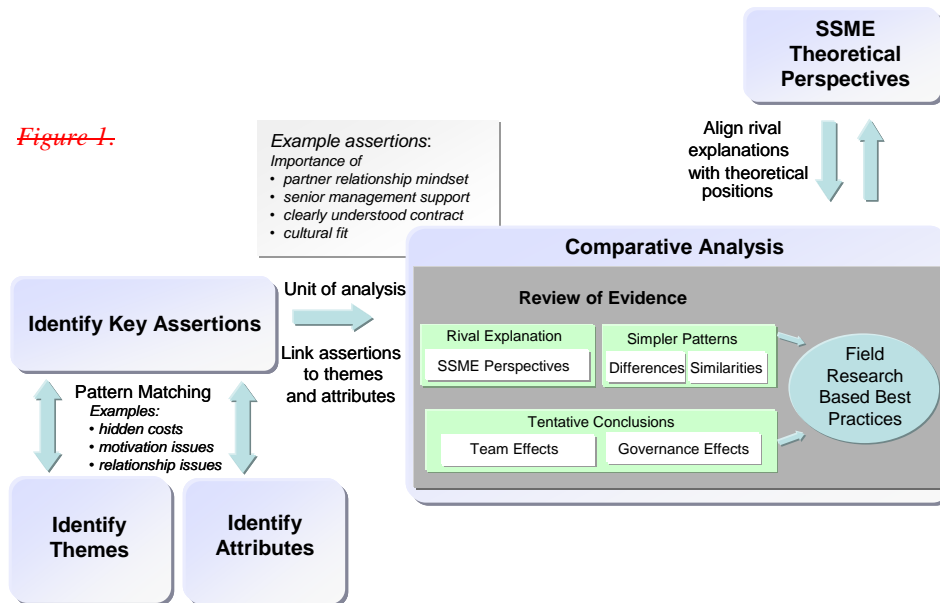 SSME
Theoretical
Perspectives
Figure 1.
Align rival
explanations
with theoretical
positions
Example assertions:
Importance of
• partner relationship mindset
• senior management support
• clearly understood contract
• cultural fit
Comparative Analysis
Review of Evidence
Unit of analysis
Identify Key Assertions
Link assertions
to themes
and attributes
Rival Explanation
SSME Perspectives
Simpler Patterns
Differences
Similarities
Field
Research
Based Best
Practices
Tentative Conclusions
Team Effects
Governance Effects
Pattern Matching
Examples:
• hidden costs
• motivation issues
• relationship issues
Identify
Themes
Identify
Attributes